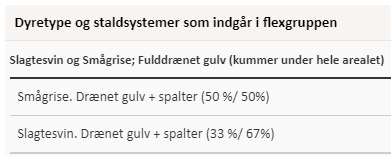 Dyretype og staldsystemer som indgår i flexgruppen
Slagtesvin og Smågrise; Fulddrænet gulv (kummer under hele arealet)
Smågrise. Drænet gulv + spalter (50 %/ 50%)
Slagtesvin. Drænet gulv + spalter (33 %/ 67%)